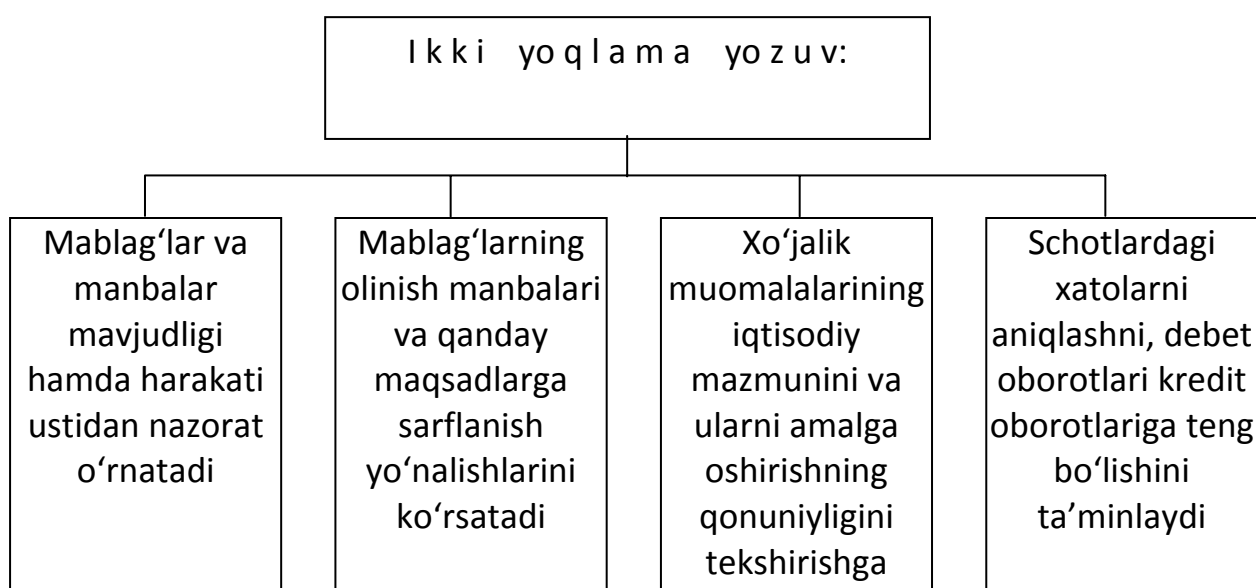 I k k i yo q l a m a yo z u v:
Mablag‘lar va
manbalar
mavjudligi
hamda harakati
ustidan nazorat
o‘rnatadi
Mablag‘larning
olinish manbalari
va qanday
maqsadlarga
sarflanish
yo‘nalishlarini
ko‘rsatadi
Xo‘jalik
muomalalarining
iqtisodiy
mazmunini va
ularni amalga
oshirishning
qonuniyligini
tekshirishga
Schotlardagi
xatolarni
aniqlashni, debet
oborotlari kredit
oborotlariga teng
bo‘lishini
ta’minlaydi